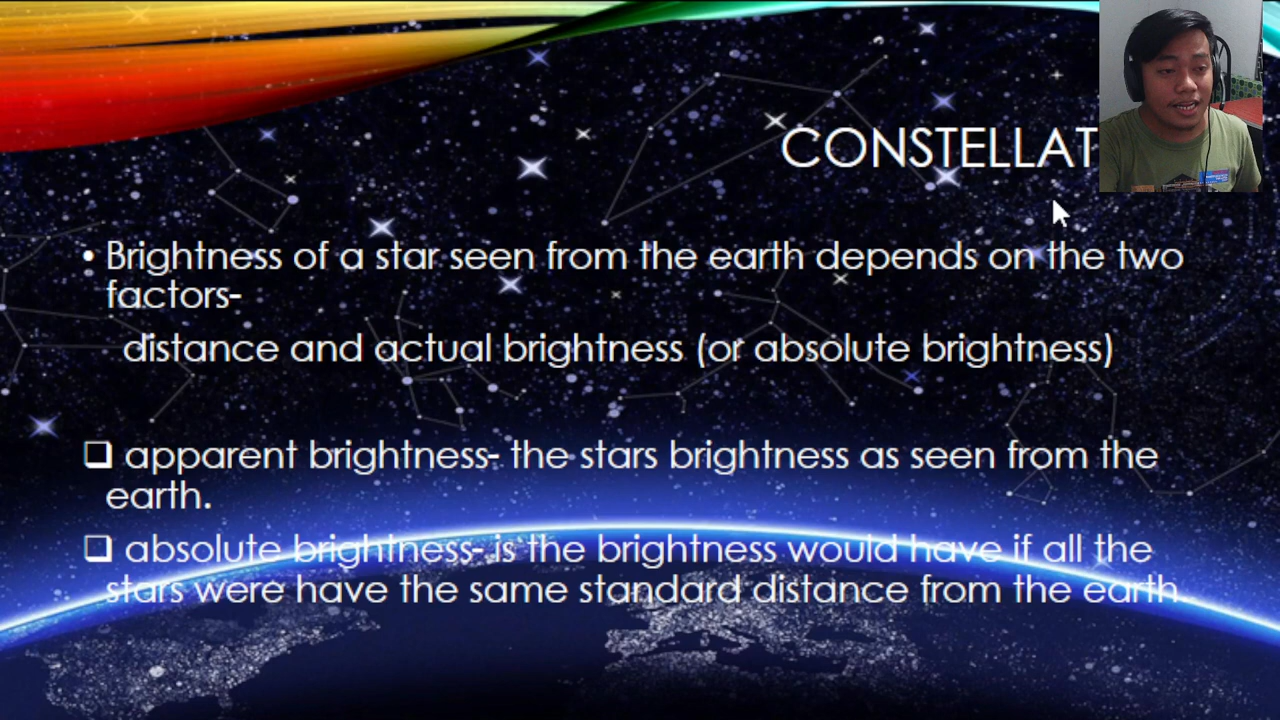 CONSTELLAT
• Brightness of a star seen from the earth depends on the two
factors-
distance and actual brightness (or absolute brightness)
❑ apparent brightness- the stars brightness as seen from the
earth.
❑ absolute brightness- is the brightness would have if all the
stars were have the same standard distance from the earth.